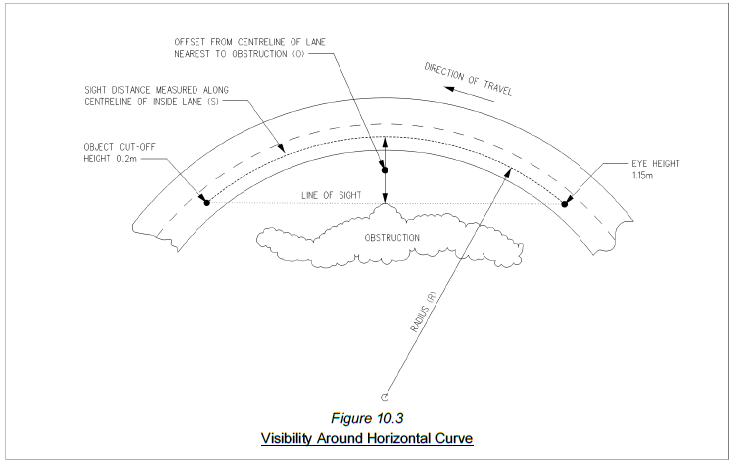 OFFSET FROM CENTRELINE OF LANE
NEAREST TO OBSTRUCTION (O)
DIRECTION OF TRAVEL
SIGHT DISTANCE MEASURED ALONG
CENTRELINE OF INSIDE LANE (S)
OBJECT CUT-OFF
HEIGHT 0.2m
EYE HEIGHT
1.15m
LINE OF SIGHT
OBSTRUCTION
RADIUS (R)
Figure 10.3
Visibility Around Horizontal Curve